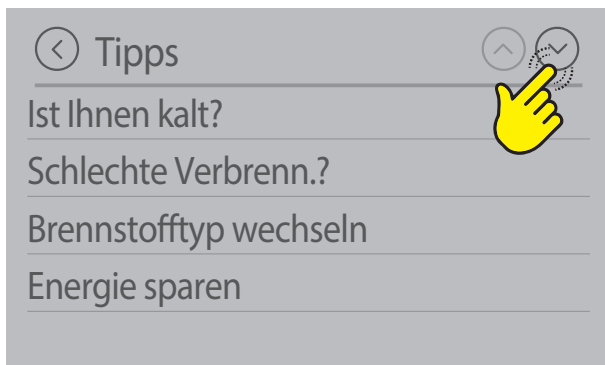 Tipps
Ist Ihnen kalt?
Schlechte Verbrenn.?
Brennstofftyp wechseln
Energie sparen